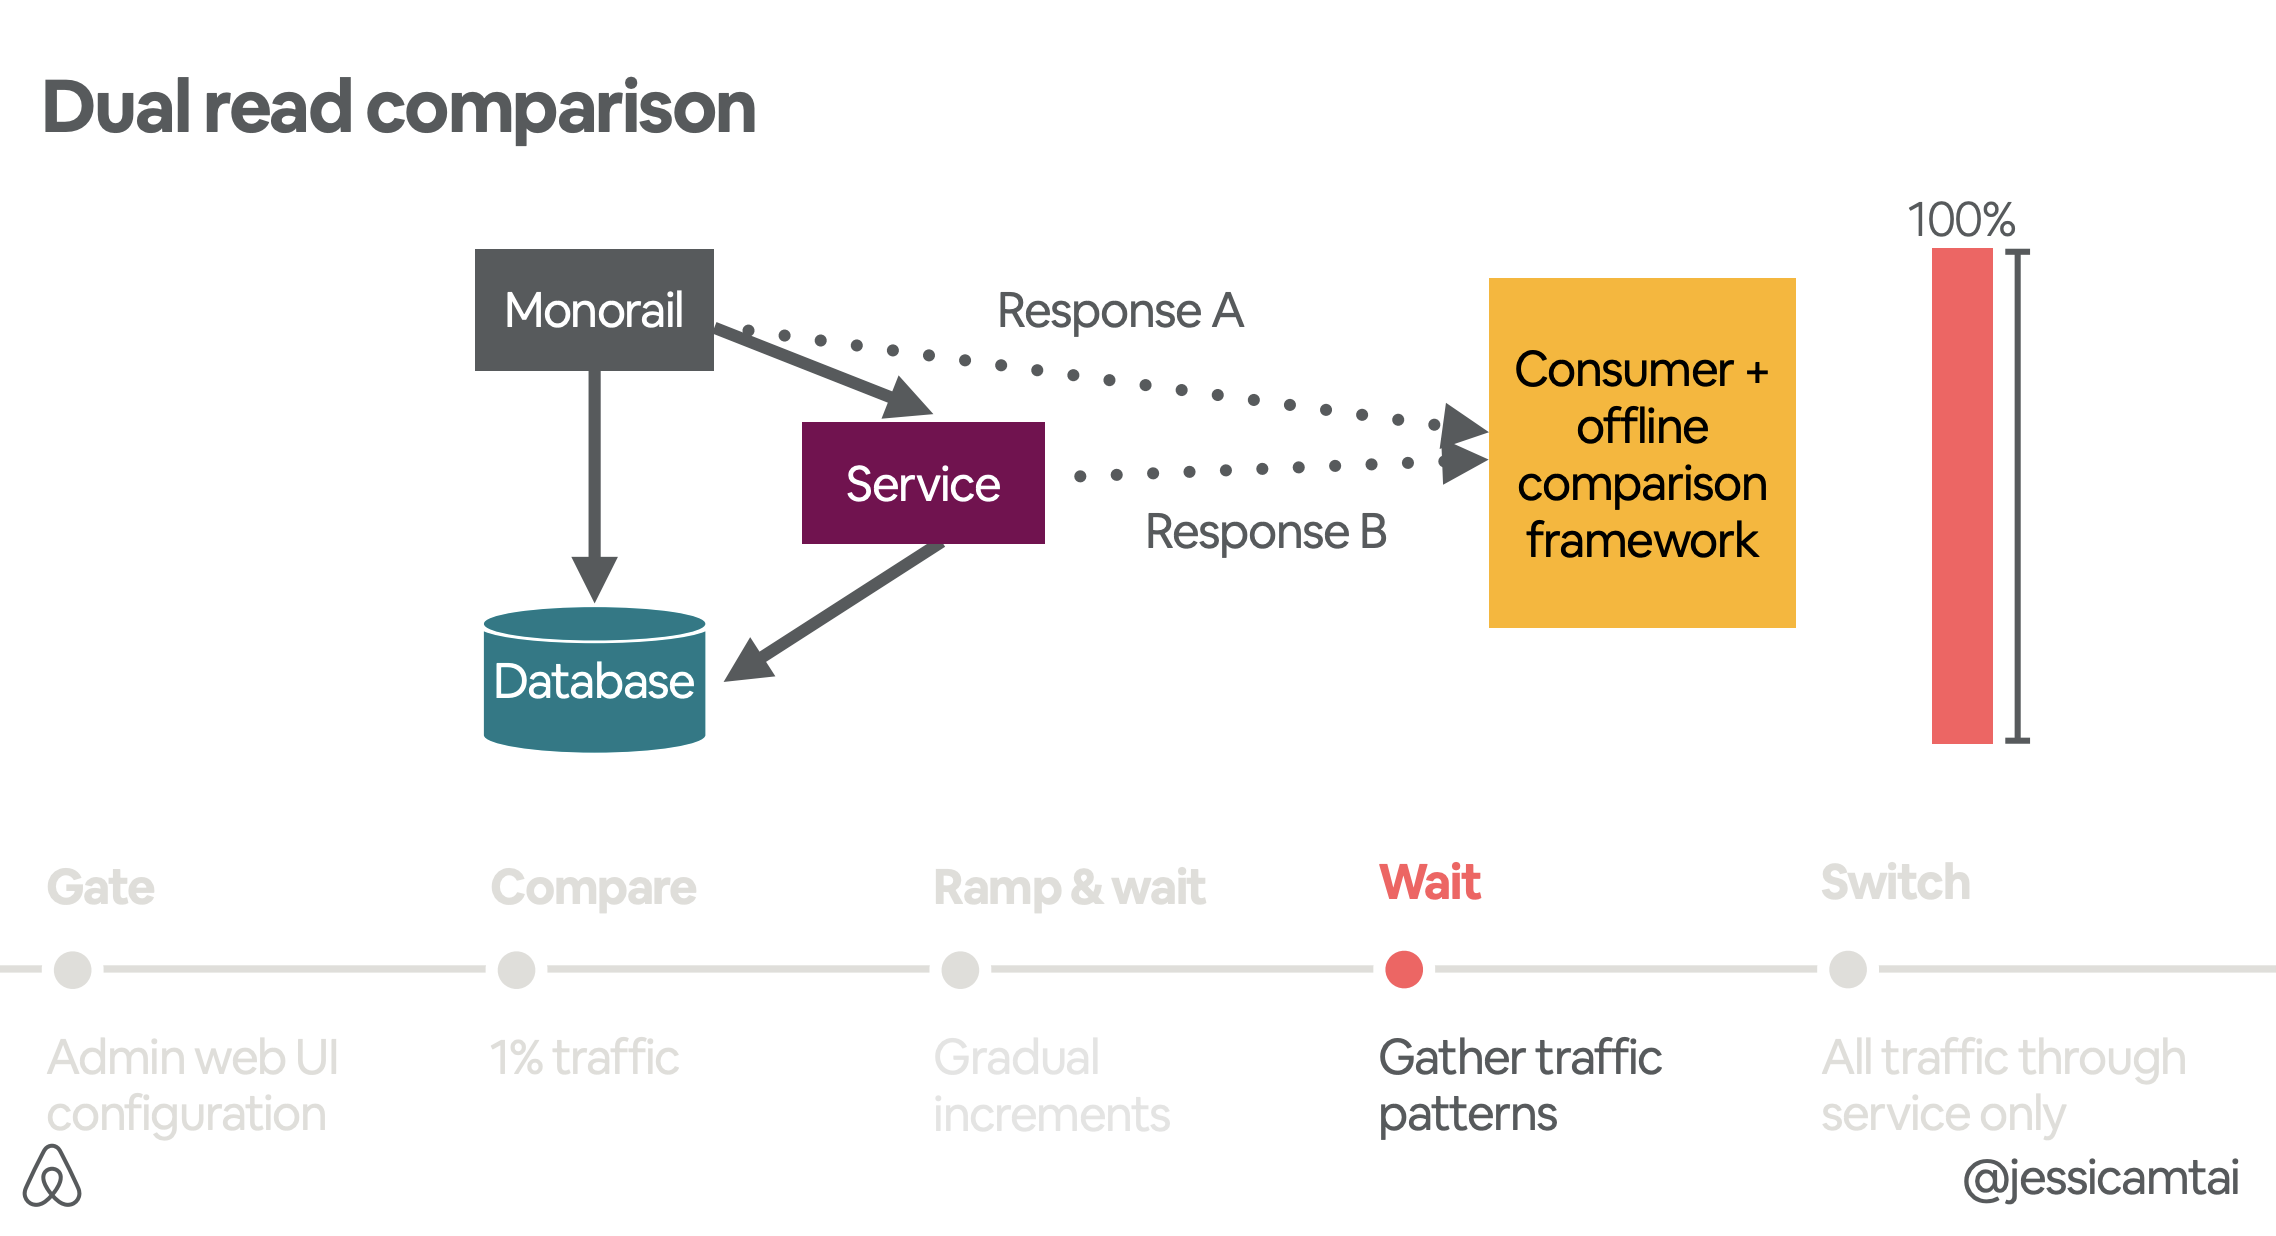 Dual read comparison
100%
Monorail
Response A
Consumer +
offline
comparison
framework
Service
Response B
Database
Gate
Compare
Ramp & wait
Wait
Switch
Admin web UI
configuration
1% traffic
Gradual
increments
Gather traffic
patterns
All traffic through
service only
@jessicamtai